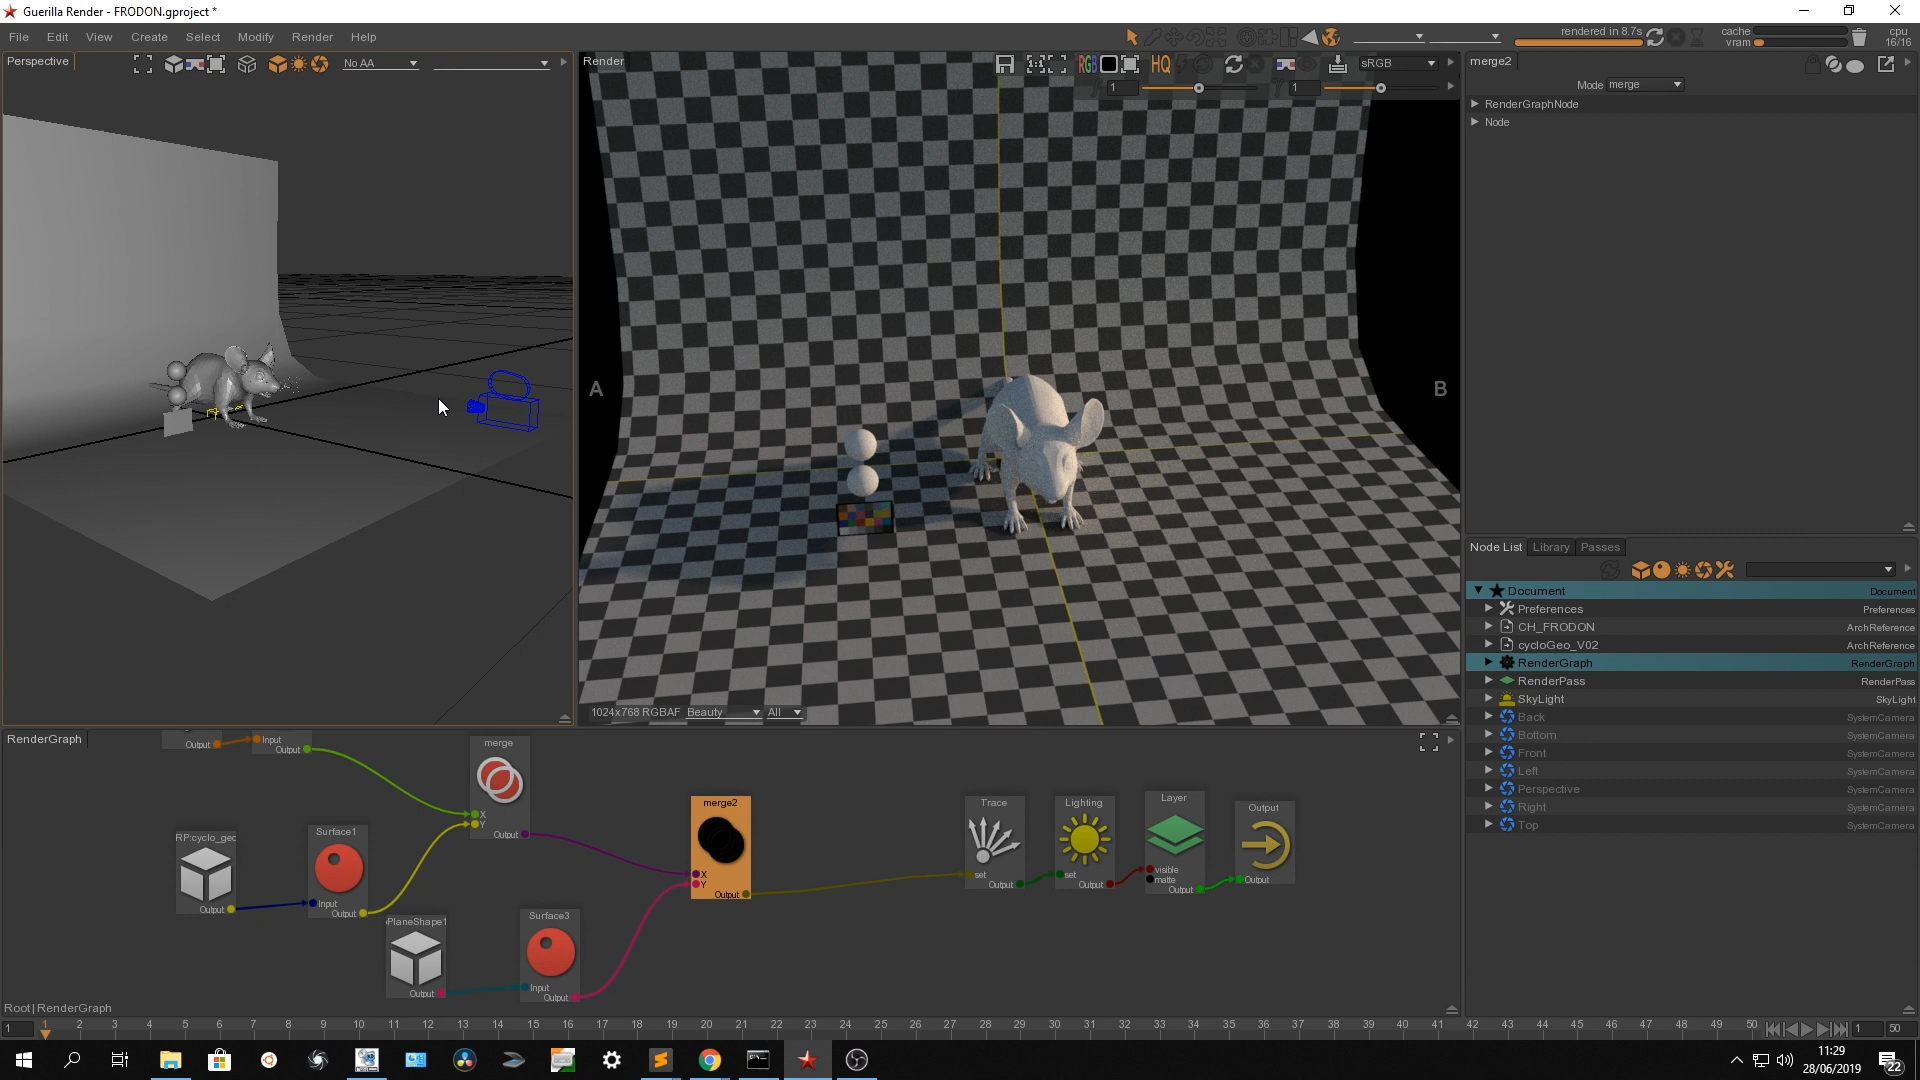 Guerilla Render - FRODON.gproject *
File Edit View Create Select Modify Render Help
rendered in 8.7s
cache
vram
cpu
16/16
Perspective
No AA
Render
RGB
HQ
sRGB
1
1
A
B
1024x768 RGBAF Beauty All
merge2
Mode merge
RenderGraphNode
Node
Node List Library Passes
Document Document
Preferences Preferences
CH_FRODON ArchReference
cycloGeo_V02 ArchReference
RenderGraph RenderGraph
RenderPass RenderPass
SkyLight SkyLight
Back SystemCamera
Bottom SystemCamera
Front SystemCamera
Left SystemCamera
Perspective SystemCamera
Right SystemCamera
Top SystemCamera
RenderGraph
Output
Input
Output
merge
X
Y
Output
RP:cyclo_geo
Output
Surface1
Input
Output
PlaneShape1
Output
Surface3
Input
Output
merge2
X
Y
Output
Trace
set
Output
Lighting
set
Output
Layer
visible
matte
Output
Output
Output
Root|RenderGraph
1 1 2 3 4 5 6 7 8 9 10 11 12 13 14 15 16 17 18 19 20 21 22 23 24 25 26 27 28 29 30 31 32 33 34 35 36 37 38 39 40 41 42 43 44 45 46 47 48 49 50 1 50
11:29
28/06/2019
22